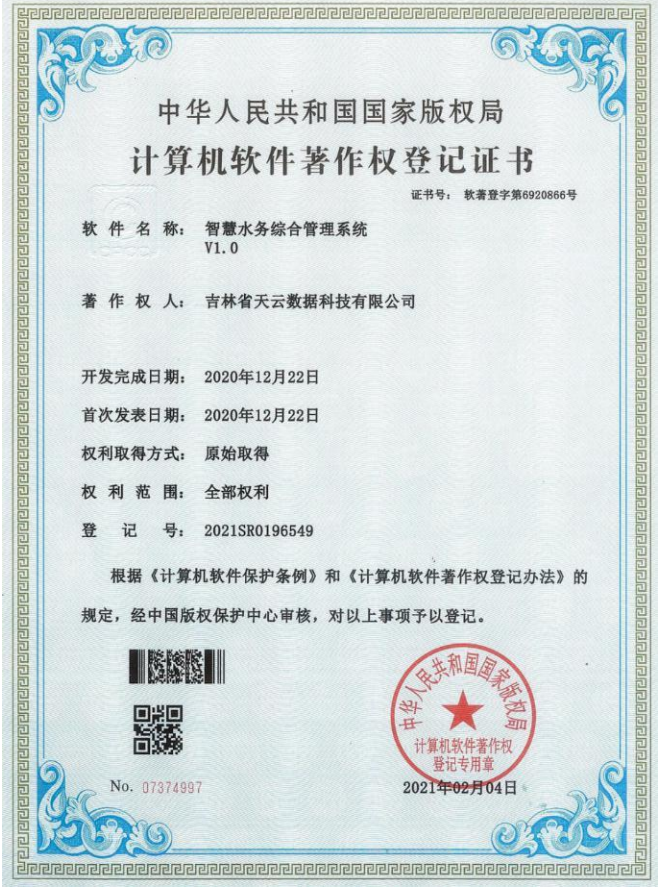 中华人民共和国国家版权局
计算机软件著作权登记证书
证书号： 软著登字第6920866号
软件名称： 智慧水务综合管理系统
V1.0
著作权人： 吉林省天云数据科技有限公司
开发完成日期： 2020年12月22日
首次发表日期： 2020年12月22日
权利取得方式： 原始取得
权利范围： 全部权利
登记号： 2021SR0196549
根据《计算机软件保护条例》和《计算机软件著作权登记办法》的
规定，经中国版权保护中心审核，对以上事项予以登记。
中华人民共和国国家版权局
计算机软件著作权
登记专用章
No. 07374997
2021年02月04日